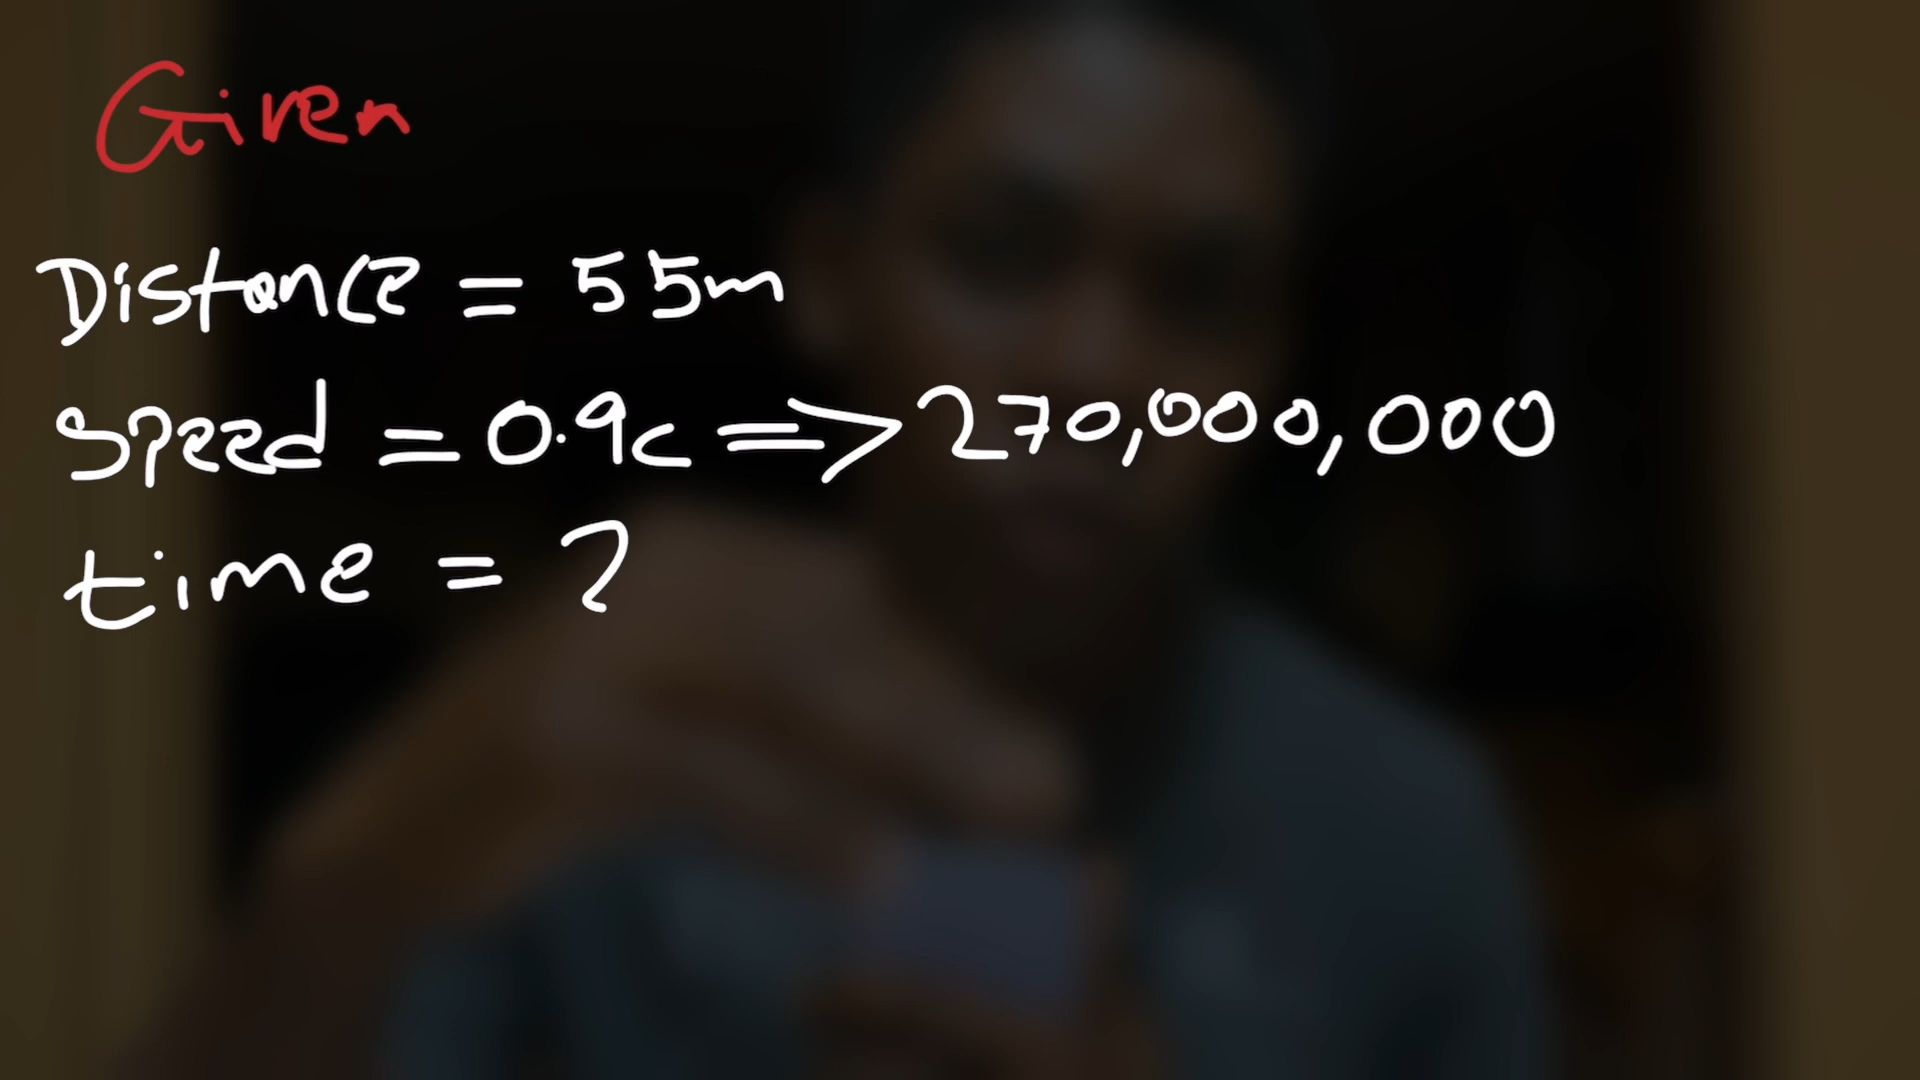 Given
Distance = 55m
Speed = 0.9c => 270,000,000
time = ?